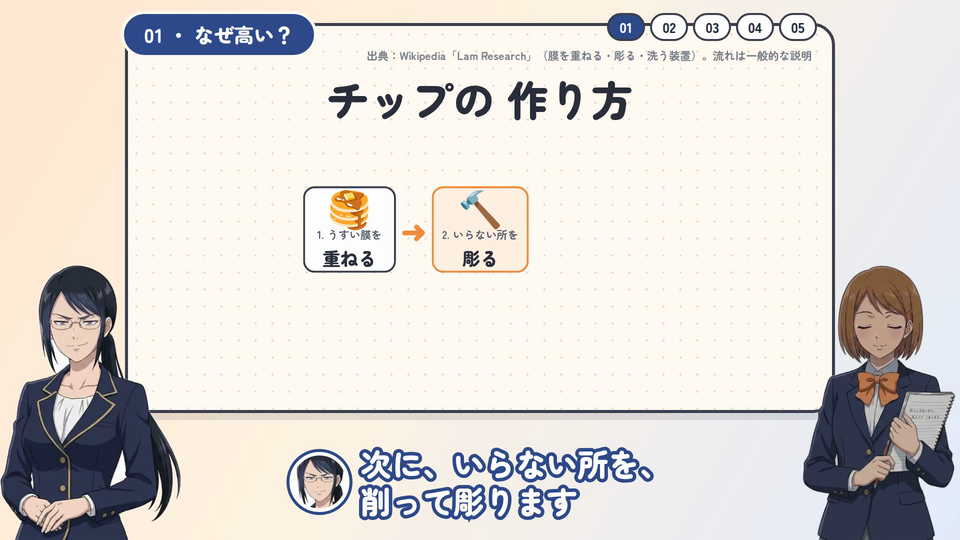 01 ・ なぜ高い？
01 02 03 04 05
出典：Wikipedia「Lam Research」（膜を重ねる・彫る・洗う装置）。流れは一般的な説明
チップの 作り方
1. うすい膜を
重ねる
2. いらない所を
彫る
次に、いらない所を、
削って彫ります